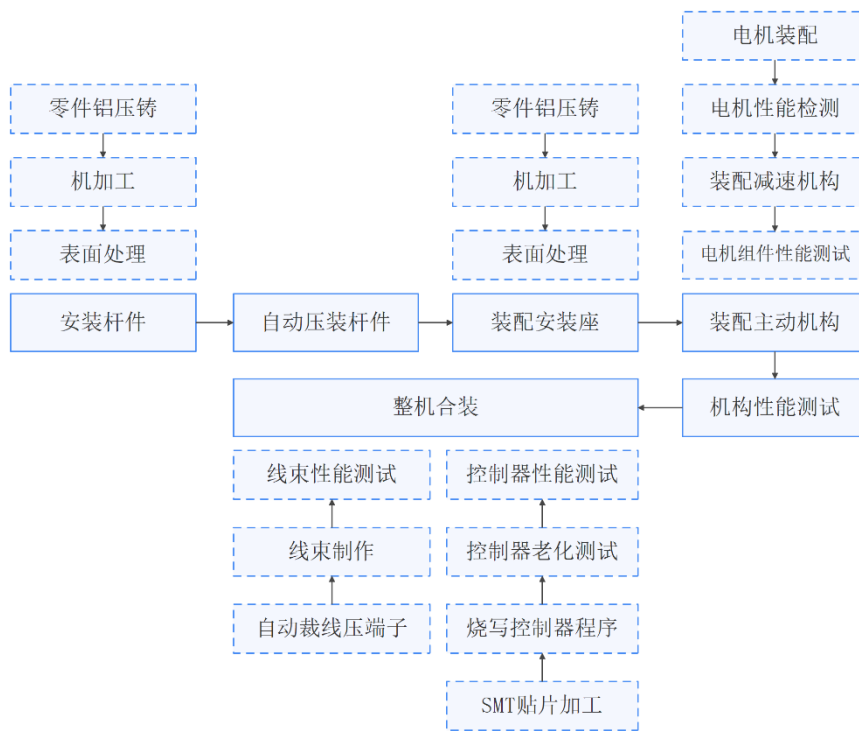 电机装配
零件铝压铸
零件铝压铸
电机性能检测
机加工
机加工
装配减速机构
表面处理
表面处理
电机组件性能测试
安装杆件
自动压装杆件
装配安装座
装配主动机构
整机合装
机构性能测试
线束性能测试
控制器性能测试
线束制作
控制器老化测试
自动裁线压端子
烧写控制器程序
SMT贴片加工